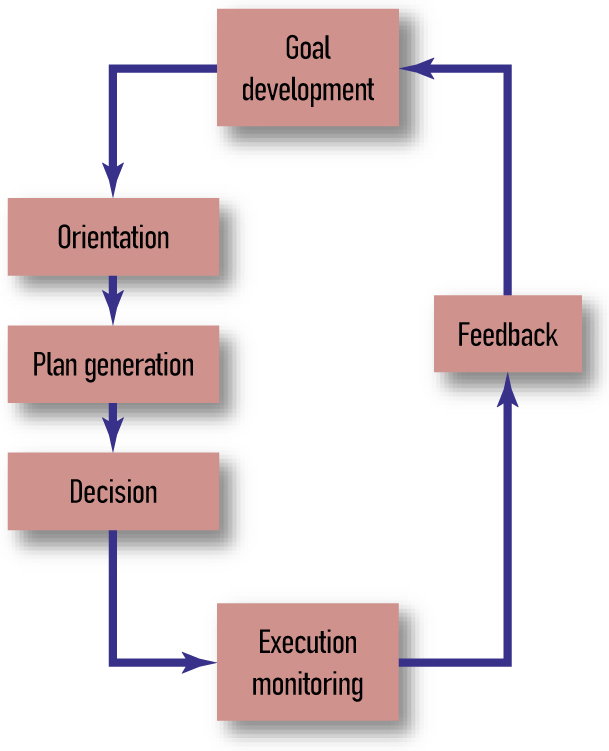 Goal
development
Orientation
Plan generation
Feedback
Decision
Execution
monitoring